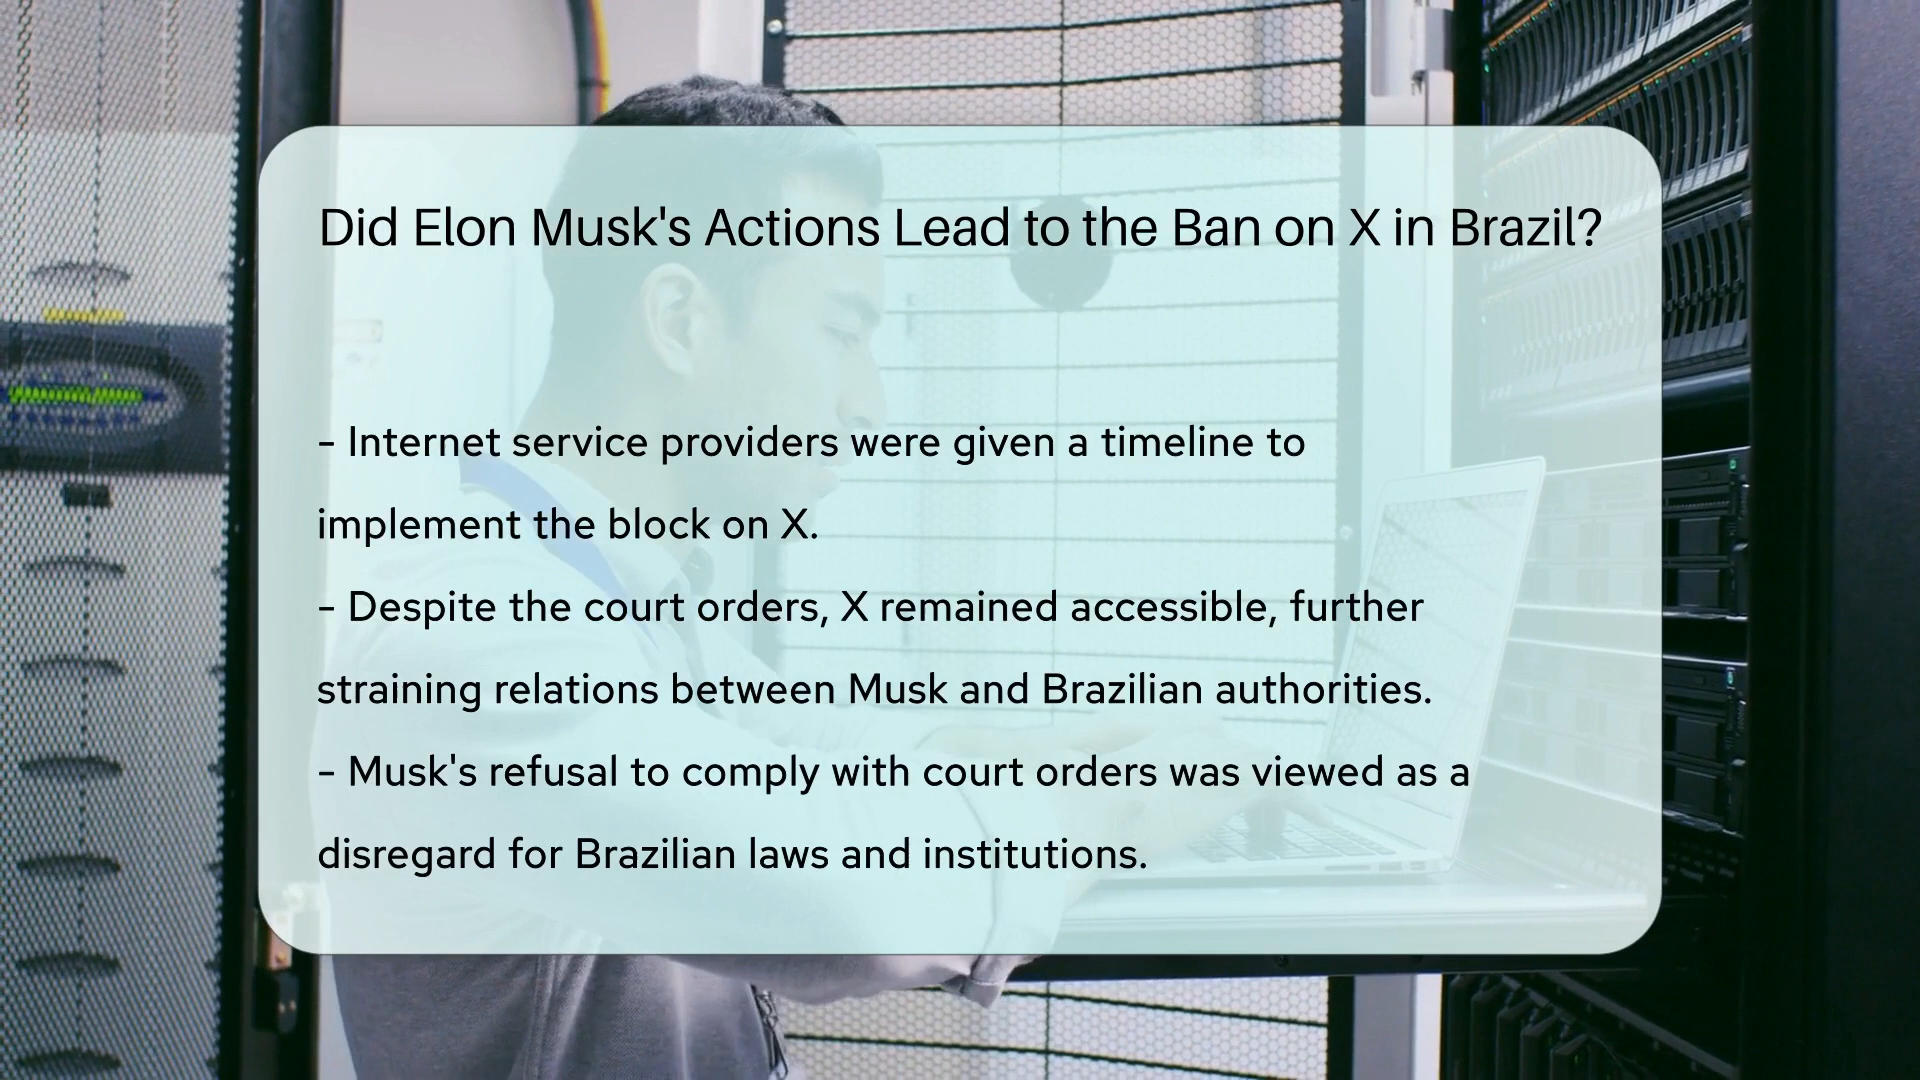 Did Elon Musk's Actions Lead to the Ban on X in Brazil?
– Internet service providers were given a timeline to
implement the block on X.
– Despite the court orders, X remained accessible, further
straining relations between Musk and Brazilian authorities.
– Musk's refusal to comply with court orders was viewed as a
disregard for Brazilian laws and institutions.